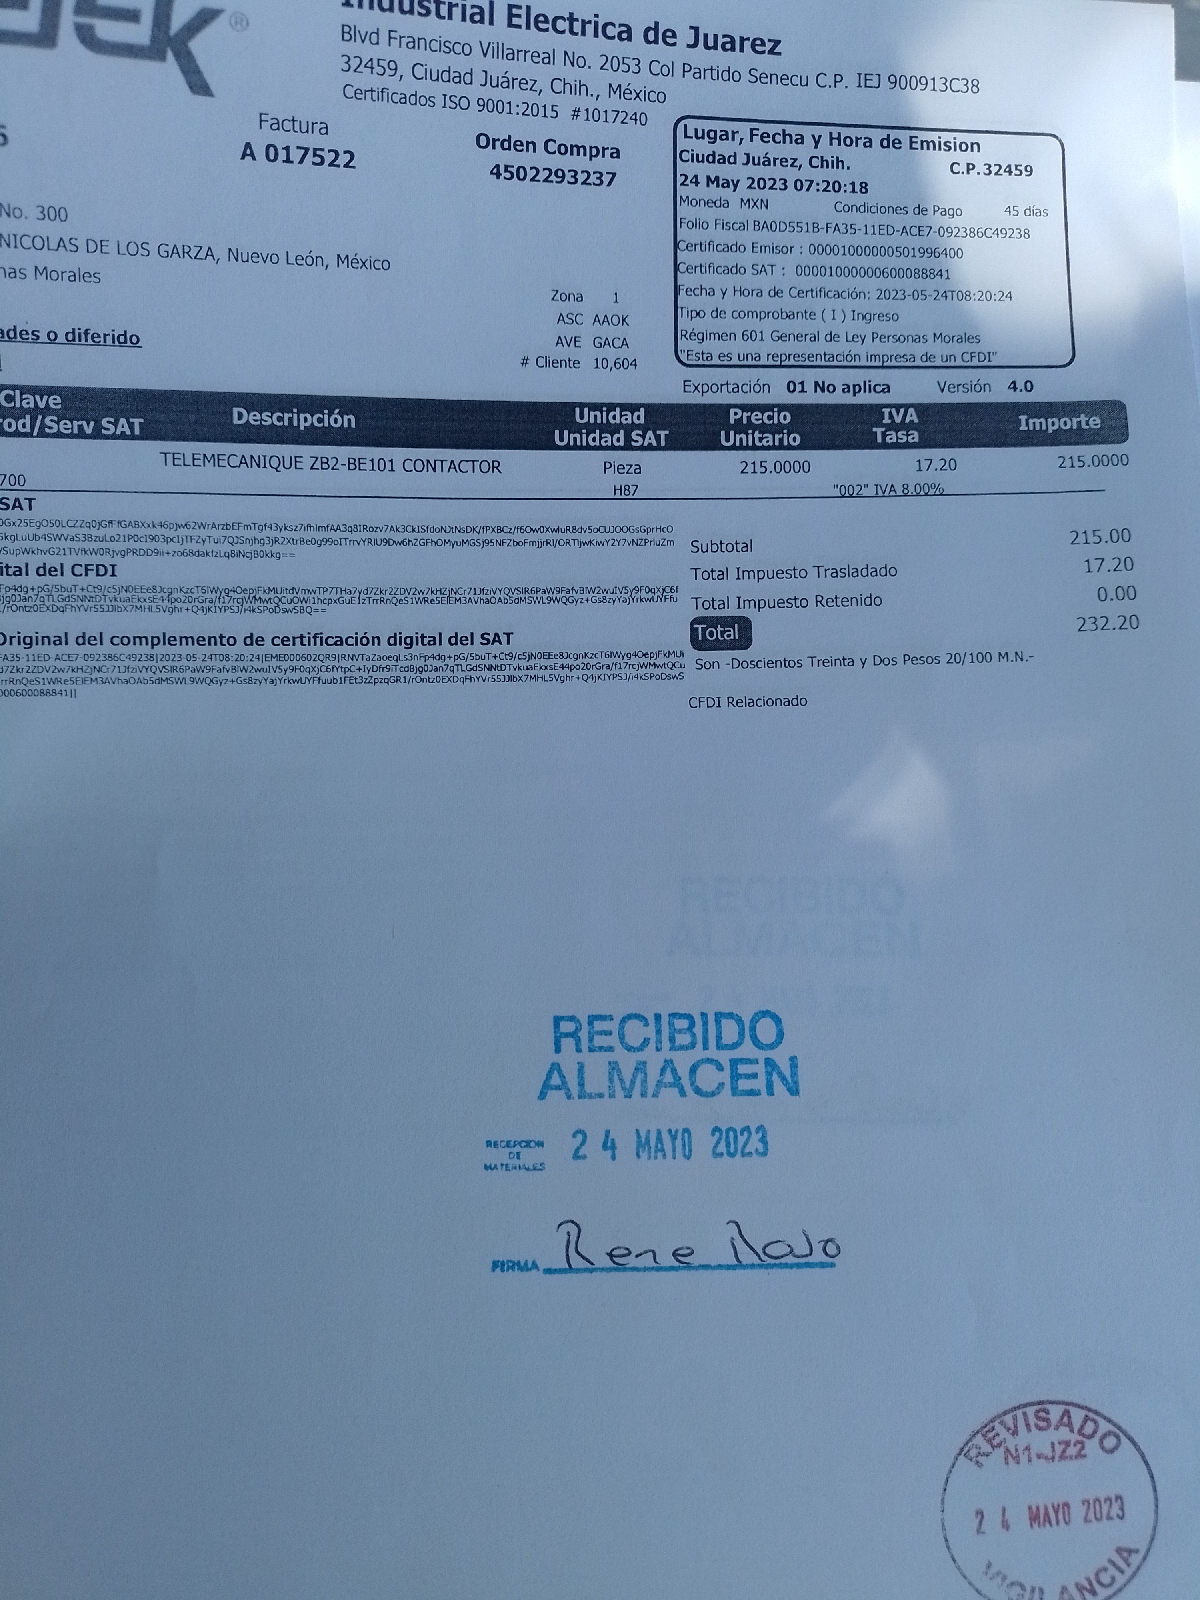 Industrial Electrica de Juarez
Blvd Francisco Villarreal No. 2053 Col Partido Senecu C.P. IEJ 900913C38
32459, Ciudad Juárez, Chih., México
Certificados ISO 9001:2015 #1017240
Factura
A 017522
Orden Compra
4502293237
Lugar, Fecha y Hora de Emision
Ciudad Juárez, Chih. C.P.32459
24 May 2023 07:20:18
Moneda MXN Condiciones de Pago 45 días
Folio Fiscal BA0D551B-FA35-11ED-ACE7-092386C49238
Certificado Emisor : 00001000000501996400
Certificado SAT : 00001000000600088841
Fecha y Hora de Certificación: 2023-05-24T08:20:24
Tipo de comprobante ( I ) Ingreso
Régimen 601 General de Ley Personas Morales
"Esta es una representación impresa de un CFDI"
No. 300
NICOLAS DE LOS GARZA, Nuevo León, México
nas Morales
Zona 1
ASC AAOK
AVE GACA
# Cliente 10,604
ades o diferido
Exportación 01 No aplica Versión 4.0
Clave
rod/Serv SAT
Descripción
Unidad
Unidad SAT
Precio
Unitario
IVA
Tasa
Importe
TELEMECANIQUE ZB2-BE101 CONTACTOR Pieza 215.0000 17.20 215.0000
700 H87 "002" IVA 8.00%
SAT
ital del CFDI
Original del complemento de certificación digital del SAT
000600088841||
Subtotal 215.00
Total Impuesto Trasladado 17.20
Total Impuesto Retenido 0.00
Total 232.20
Son -Doscientos Treinta y Dos Pesos 20/100 M.N.-
CFDI Relacionado
RECIBIDO
ALMACEN
RECIBIDO
ALMACEN
RECEPCION
DE
MATERIALES
24 MAYO 2023
FIRMA Rene Rojo
REVISADO
N1-JZ2
24 MAYO 2023
VIGILANCIA